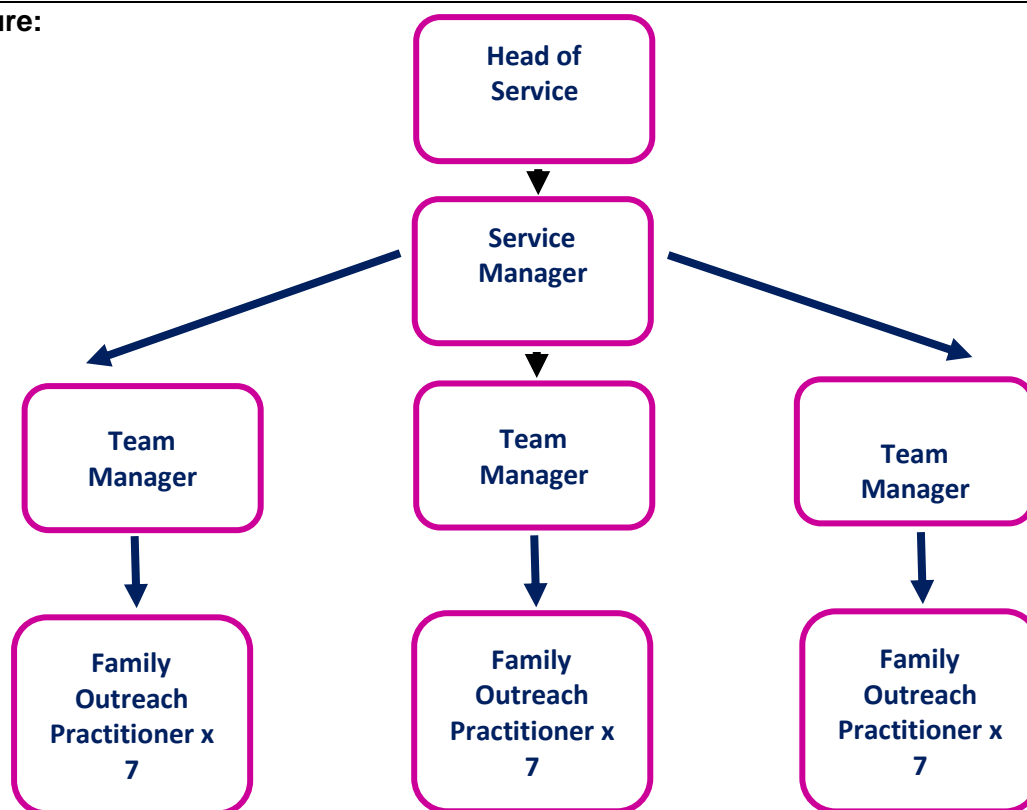 ure:
Head of
Service
Service
Manager
Team
Manager
Team
Manager
Team
Manager
Family
Outreach
Practitioner x
7
Family
Outreach
Practitioner x
7
Family
Outreach
Practitioner x
7